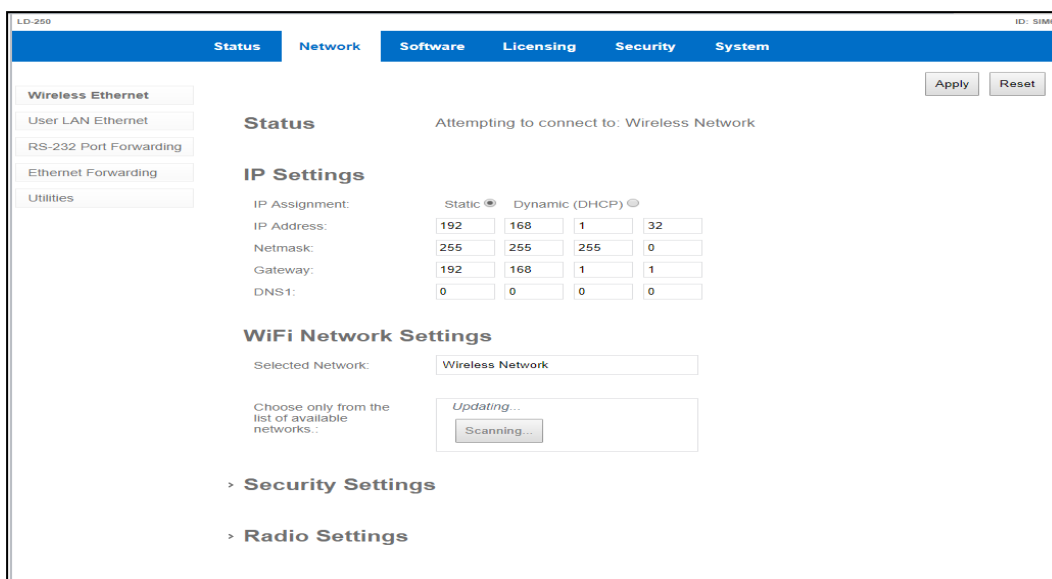 LD-250 ID: SIM
Status Network Software Licensing Security System
Apply Reset
Wireless Ethernet
User LAN Ethernet
RS-232 Port Forwarding
Ethernet Forwarding
Utilities
Status Attempting to connect to: Wireless Network
IP Settings
IP Assignment: Static Dynamic (DHCP)
IP Address: 192 168 1 32
Netmask: 255 255 255 0
Gateway: 192 168 1 1
DNS1: 0 0 0 0
WiFi Network Settings
Selected Network: Wireless Network
Choose only from the
list of available
networks.:
Updating...
Scanning...
> Security Settings
> Radio Settings